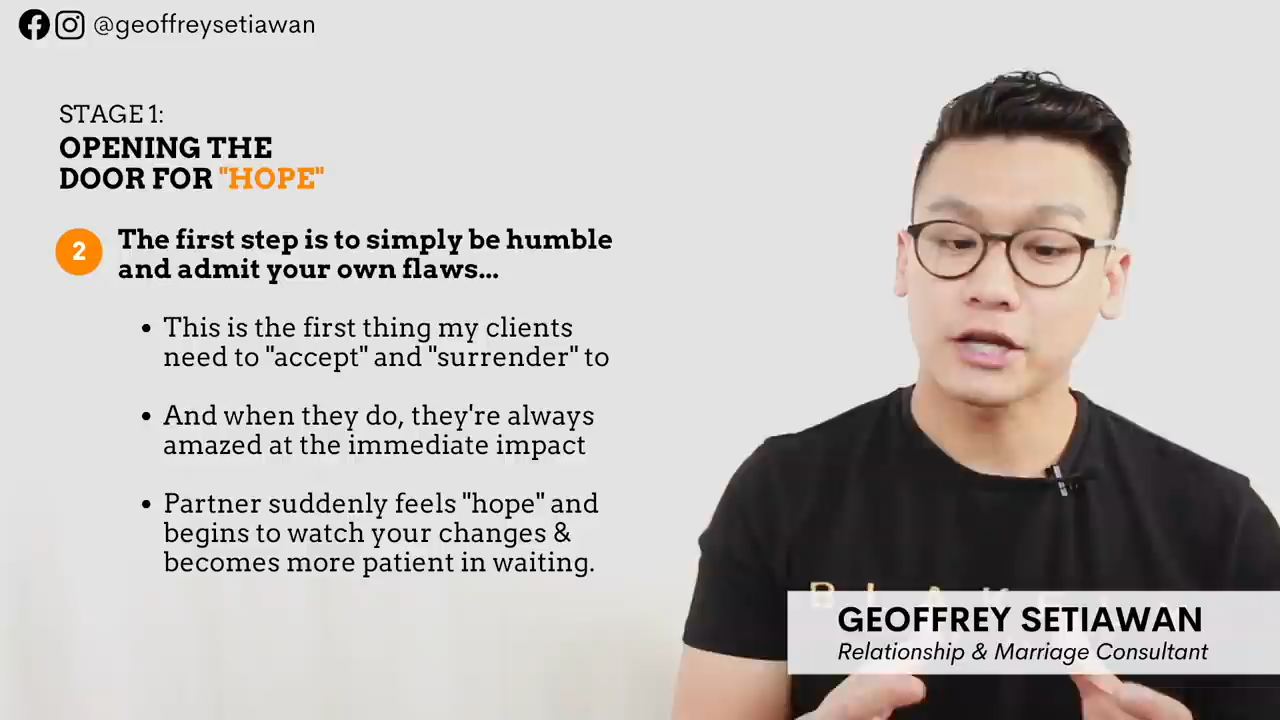 @geoffreysetiawan
STAGE 1:
OPENING THE
DOOR FOR "HOPE"
2
The first step is to simply be humble
and admit your own flaws...
• This is the first thing my clients
need to "accept" and "surrender" to
• And when they do, they're always
amazed at the immediate impact
• Partner suddenly feels "hope" and
begins to watch your changes &
becomes more patient in waiting.
GEOFFREY SETIAWAN
Relationship & Marriage Consultant